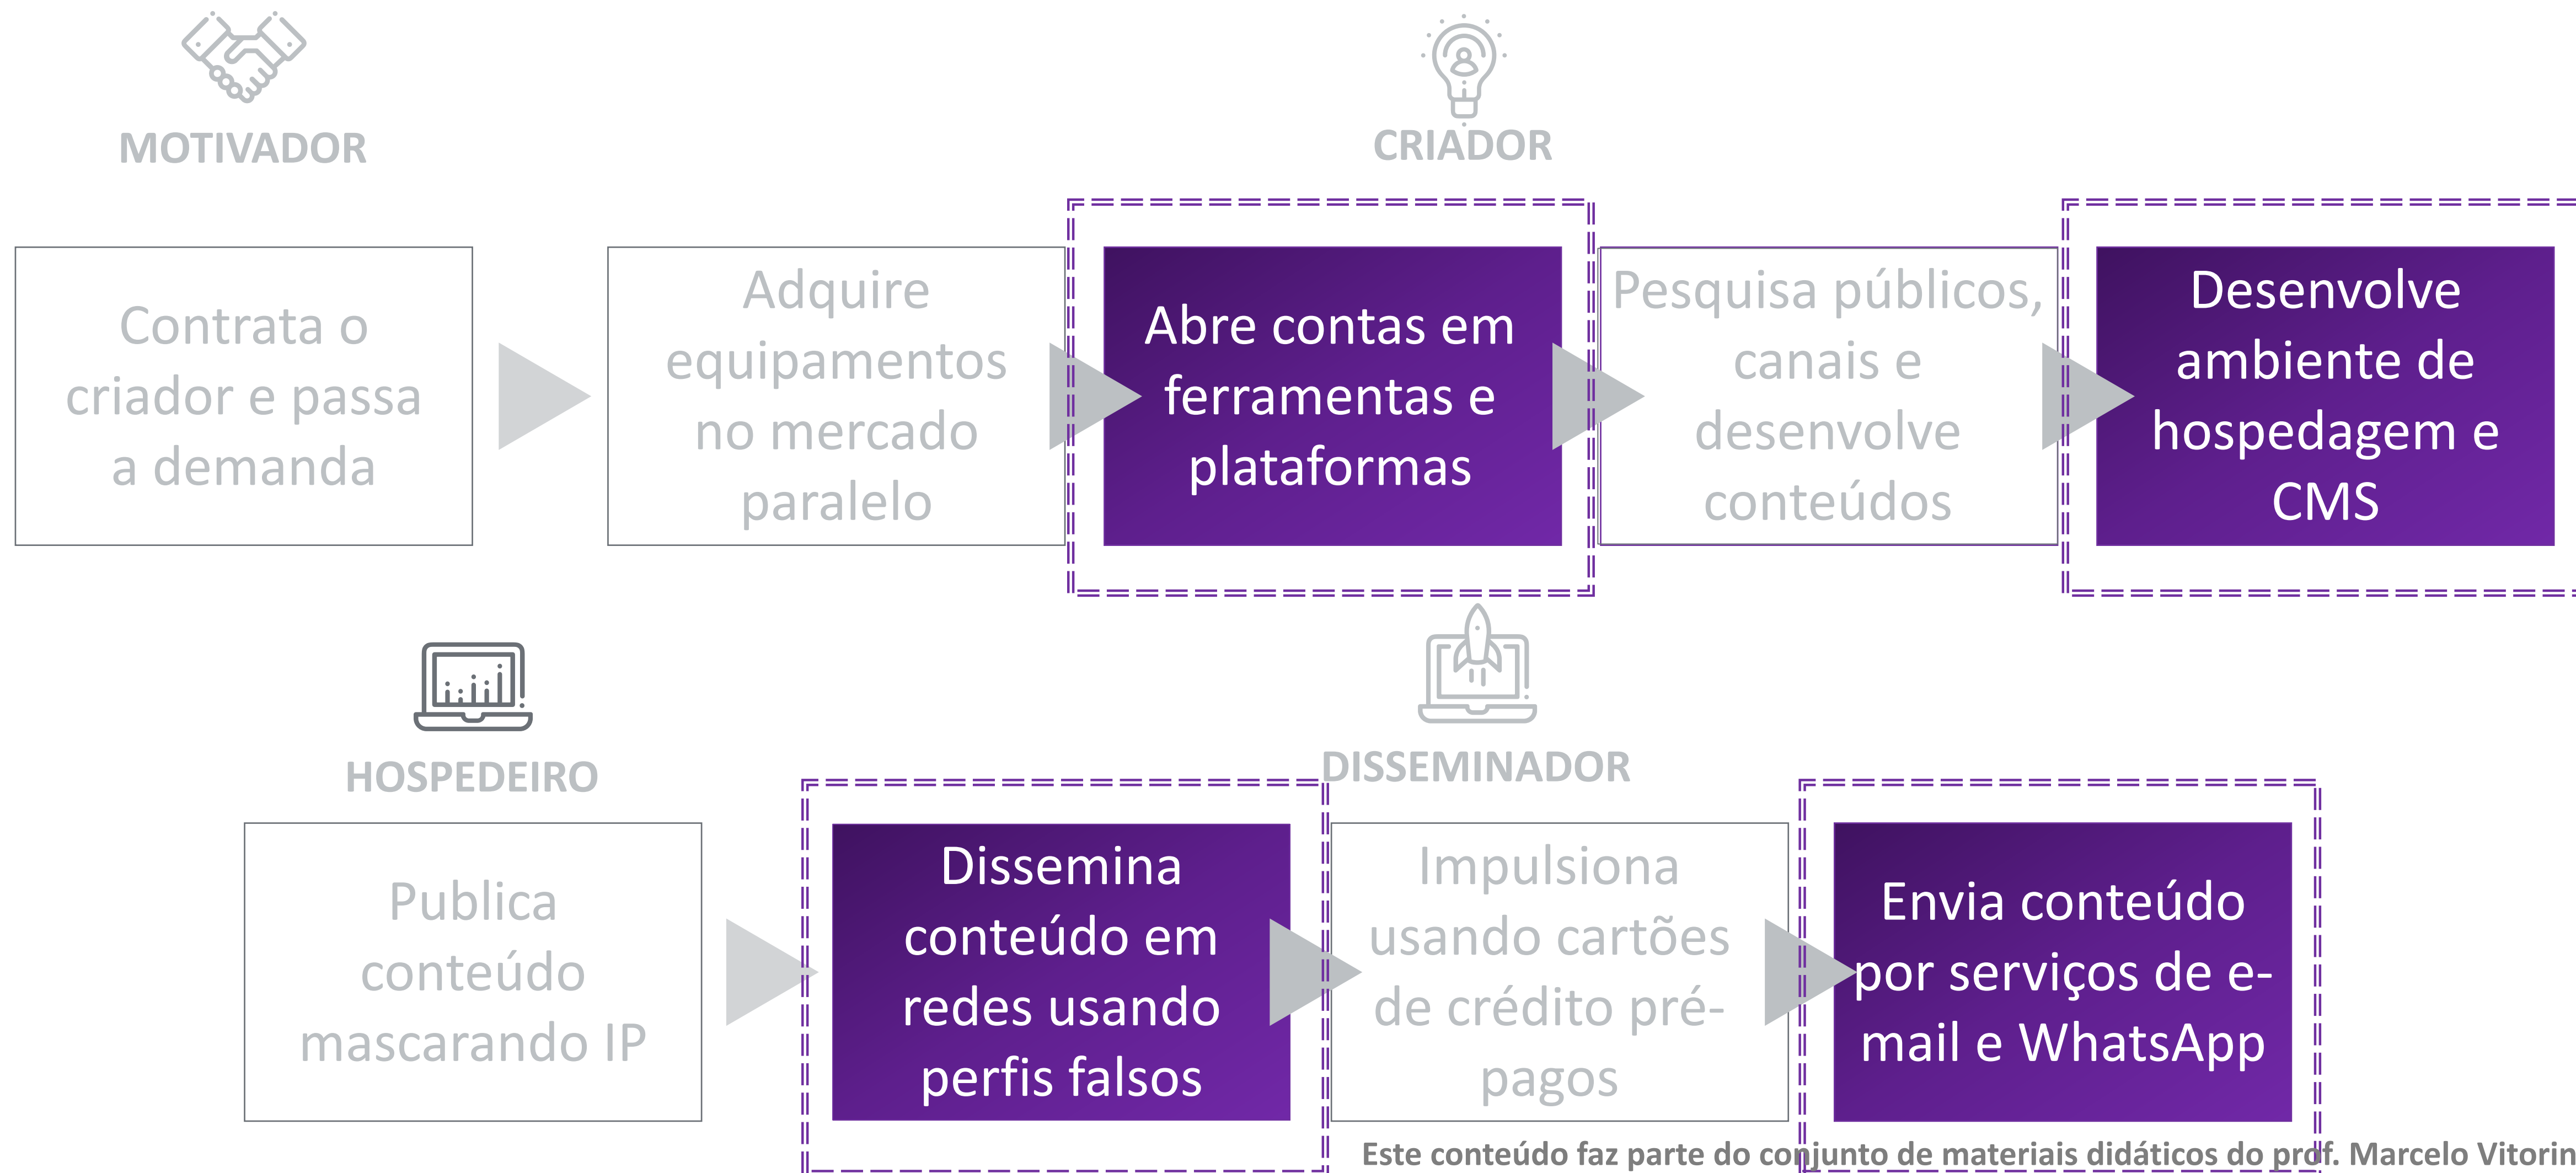 MOTIVADOR
CRIADOR
Contrata o
criador e passa
a demanda
Adquire
equipamentos
no mercado
paralelo
Abre contas em
ferramentas e
plataformas
Pesquisa públicos,
canais e
desenvolve
conteúdos
Desenvolve
ambiente de
hospedagem e
CMS
HOSPEDEIRO
DISSEMINADOR
Publica
conteúdo
mascarando IP
Dissemina
conteúdo em
redes usando
perfis falsos
Impulsiona
usando cartões
de crédito pré-
pagos
Envia conteúdo
por serviços de e-
mail e WhatsApp
Este conteúdo faz parte do conjunto de materiais didáticos do prof. Marcelo Vitorin